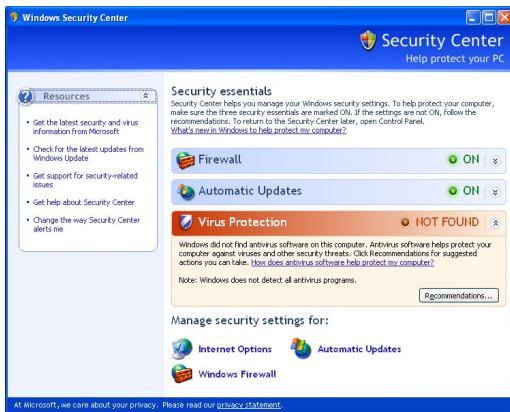 Windows Security Center
Security Center
Help protect your PC
Resources
Get the latest security and virus
information from Microsoft
Check for the latest updates from
Windows Update
Get support for security-related
issues
Get help about Security Center
Change the way Security Center
alerts me
Security essentials
Security Center helps you manage your Windows security settings. To help protect your computer,
make sure the three security essentials are marked ON. If the settings are not ON, follow the
recommendations. To return to the Security Center later, open Control Panel.
What's new in Windows to help protect my computer?
Firewall
ON
Automatic Updates
ON
Virus Protection
NOT FOUND
Windows did not find antivirus software on this computer. Antivirus software helps protect your
computer against viruses and other security threats. Click Recommendations for suggested
actions you can take. How does antivirus software help protect my computer?
Note: Windows does not detect all antivirus programs.
Recommendations...
Manage security settings for:
Internet Options
Automatic Updates
Windows Firewall
At Microsoft, we care about your privacy. Please read our privacy statement.